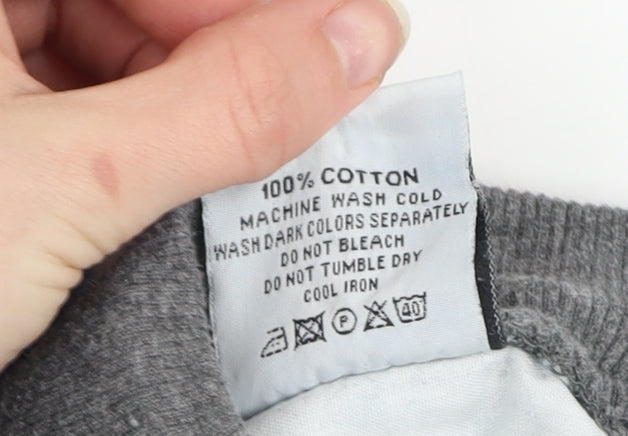 100% COTTON
MACHINE WASH COLD
WASH DARK COLORS SEPARATELY
DO NOT BLEACH
DO NOT TUMBLE DRY
COOL IRON
P 40